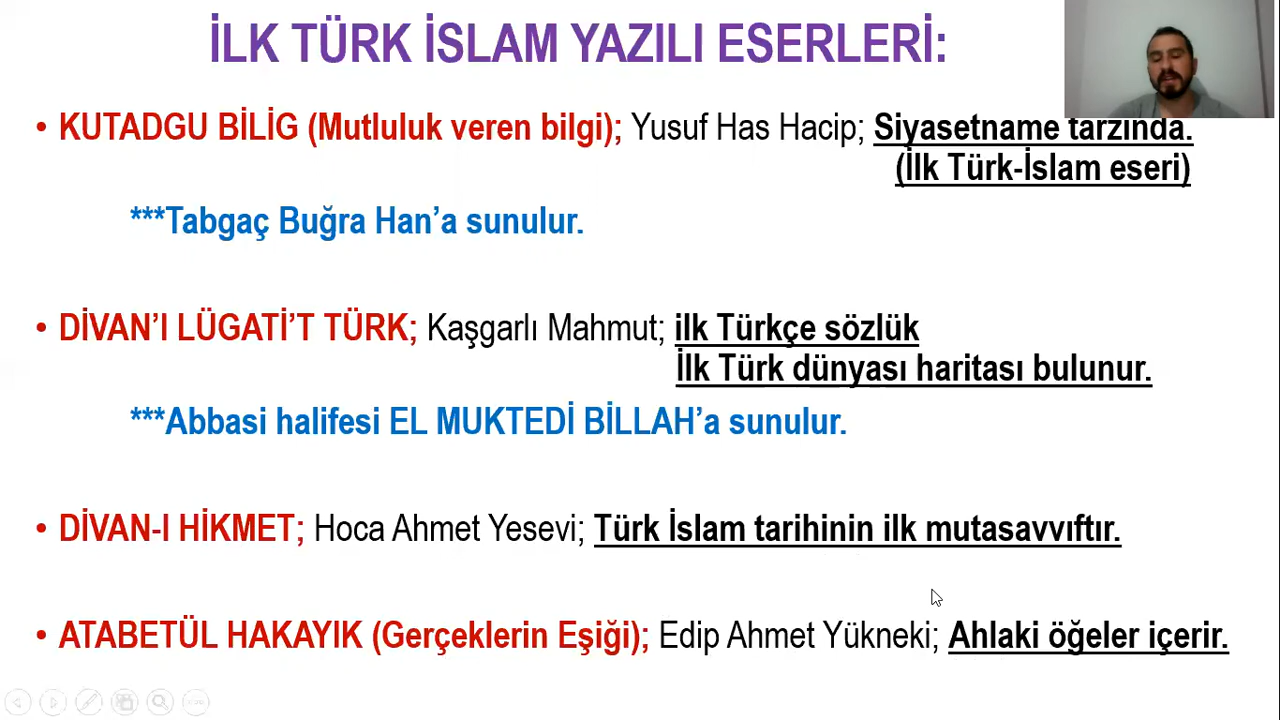 İLK TÜRK İSLAM YAZILI ESERLERİ:
• KUTADGU BİLİG (Mutluluk veren bilgi); Yusuf Has Hacip; Siyasetname tarzında.
(İlk Türk-İslam eseri)
***Tabgaç Buğra Han’a sunulur.
• DİVAN’I LÜGATİ’T TÜRK; Kaşgarlı Mahmut; ilk Türkçe sözlük
İlk Türk dünyası haritası bulunur.
***Abbasi halifesi EL MUKTEDİ BİLLAH’a sunulur.
• DİVAN-I HİKMET; Hoca Ahmet Yesevi; Türk İslam tarihinin ilk mutasavvıftır.
• ATABETÜL HAKAYIK (Gerçeklerin Eşiği); Edip Ahmet Yükneki; Ahlaki öğeler içerir.